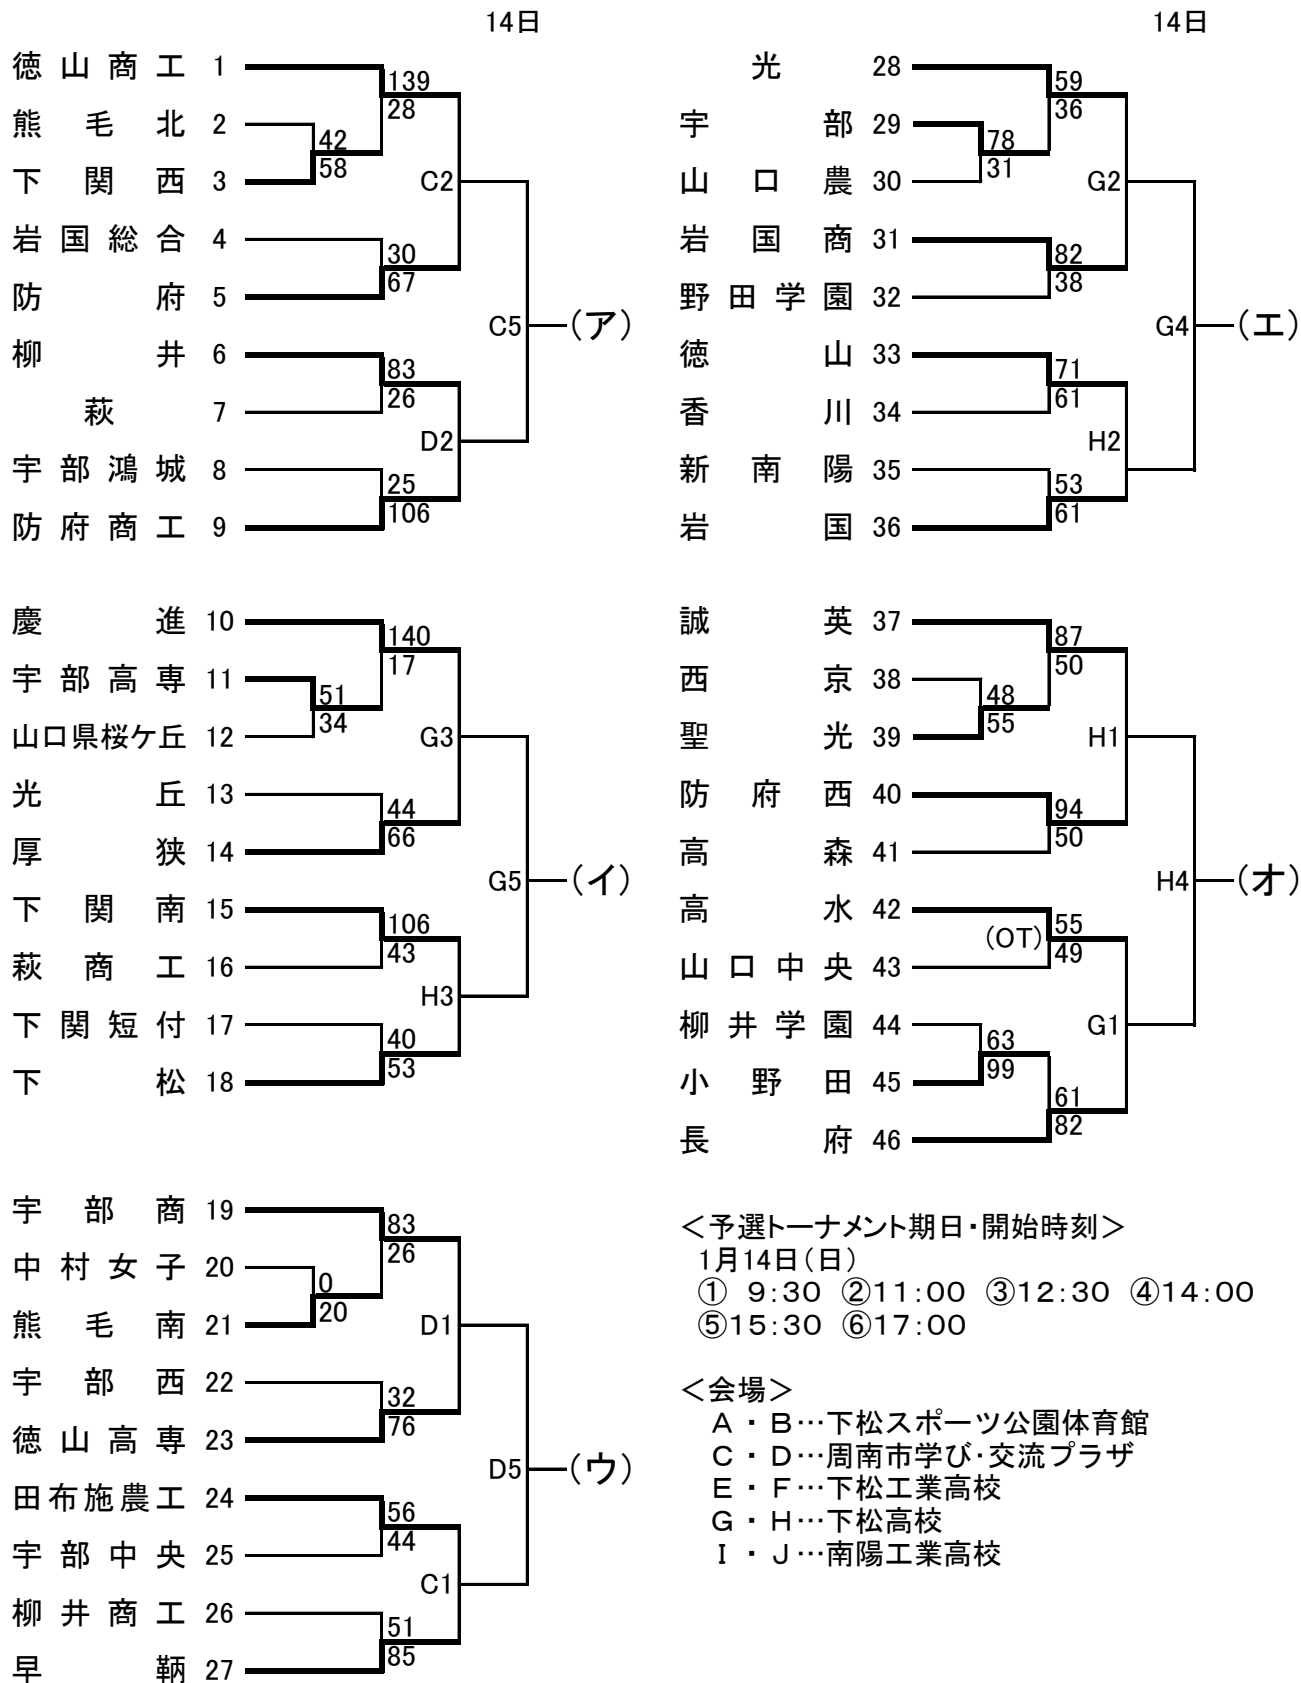 14日
徳山商工 1
139
28
熊毛北 2
42
58
下関西 3
C2
岩国総合 4
30
67
防府 5
C5
(ア)
柳井 6
83
26
萩 7
D2
宇部鴻城 8
25
106
防府商工 9
慶進 10
140
17
宇部高専 11
51
34
山口県桜ケ丘 12
G3
光丘 13
44
66
厚狭 14
G5
(イ)
下関南 15
106
43
萩商工 16
H3
下関短付 17
40
53
下松 18
宇部商 19
83
26
中村女子 20
0
20
熊毛南 21
D1
宇部西 22
32
76
徳山高専 23
D5
(ウ)
田布施農工 24
56
44
宇部中央 25
C1
柳井商工 26
51
85
早鞆 27
14日
光 28
59
36
宇部 29
78
31
山口農 30
G2
岩国商 31
82
38
野田学園 32
G4
(エ)
徳山 33
71
61
香川 34
H2
新南陽 35
53
61
岩国 36
誠英 37
87
50
西京 38
48
55
聖光 39
H1
防府西 40
94
50
高森 41
H4
(オ)
高水 42
(OT)
55
49
山口中央 43
G1
柳井学園 44
63
99
小野田 45
61
82
長府 46
＜予選トーナメント期日・開始時刻＞
1月14日(日)
① 9:30 ②11:00 ③12:30 ④14:00
⑤15:30 ⑥17:00
＜会場＞
A・B…下松スポーツ公園体育館
C・D…周南市学び・交流プラザ
E・F…下松工業高校
G・H…下松高校
I・J…南陽工業高校